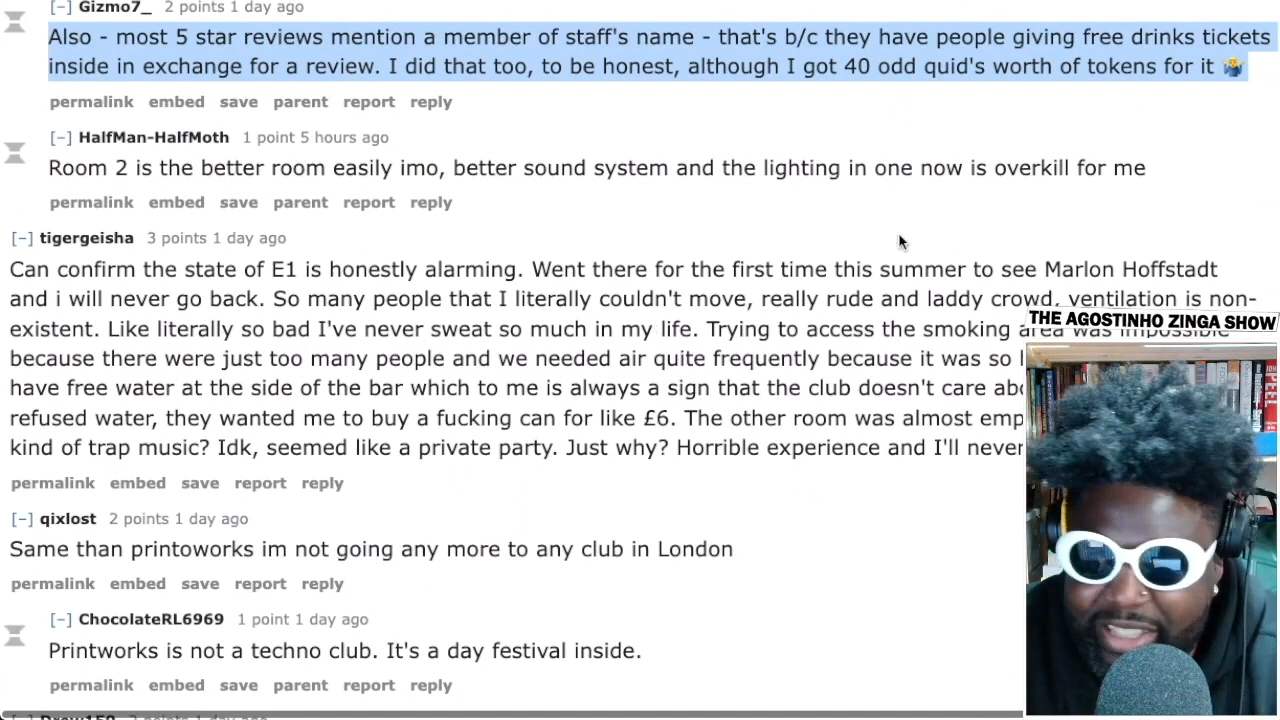 [-] Gizmo7_ 2 points 1 day ago
Also - most 5 star reviews mention a member of staff's name - that's b/c they have people giving free drinks tickets
inside in exchange for a review. I did that too, to be honest, although I got 40 odd quid's worth of tokens for it 🤷‍♂️
permalink embed save parent report reply
[-] HalfMan-HalfMoth 1 point 5 hours ago
Room 2 is the better room easily imo, better sound system and the lighting in one now is overkill for me
permalink embed save parent report reply
[-] tigergeisha 3 points 1 day ago
Can confirm the state of E1 is honestly alarming. Went there for the first time this summer to see Marlon Hoffstadt
and i will never go back. So many people that I literally couldn't move, really rude and laddy crowd, ventilation is non-
existent. Like literally so bad I've never sweat so much in my life. Trying to access the smoking area was impossible
because there were just too many people and we needed air quite frequently because it was so
have free water at the side of the bar which to me is always a sign that the club doesn't care
refused water, they wanted me to buy a fucking can for like £6. The other room was almost
kind of trap music? Idk, seemed like a private party. Just why? Horrible experience and I'll never
permalink embed save report reply
THE AGOSTINHO ZINGA SHOW
[-] qixlost 2 points 1 day ago
Same than printoworks im not going any more to any club in London
permalink embed save report reply
[-] ChocolateRL6969 1 point 1 day ago
Printworks is not a techno club. It's a day festival inside.
permalink embed save parent report reply